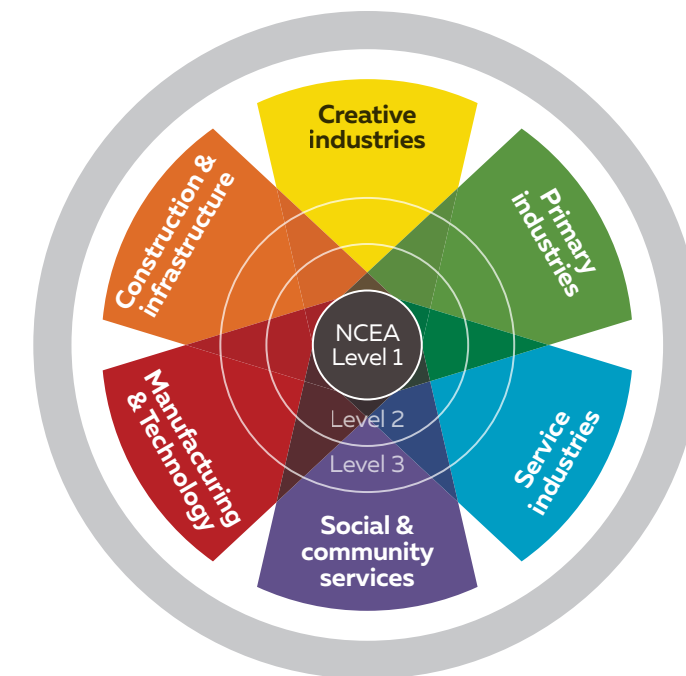 Creative
industries
Primary
industries
Service
industries
Social &
community
services
Manufacturing
& Technology
Construction &
infrastructure
NCEA
Level 1
Level 2
Level 3